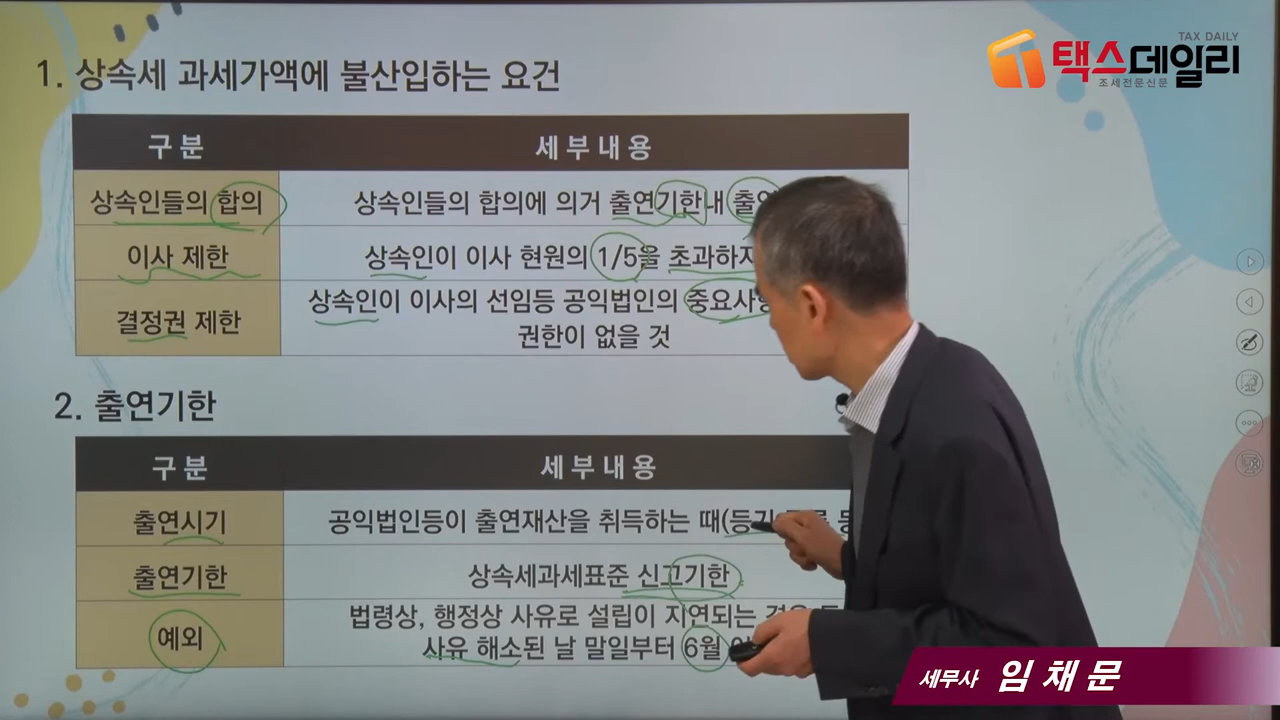 TAX DAILY
택스데일리
조세전문신문
1. 상속세 과세가액에 불산입하는 요건
구 분 세 부 내 용
상속인들의 합의 상속인들의 합의에 의거 출연기한내
이사 제한 상속인이 이사 현원의 1/5을 초과하지
결정권 제한 상속인이 이사의 선임등 공익법인의
권한이 없을 것
2. 출연기한
구 분 세 부 내 용
출연시기 공익법인등이 출연재산을 취득하는 때(등기
출연기한 상속세과세표준 신고기한
예외 법령상, 행정상 사유로 설립이 지연되는
사유 해소된 날 말일부터 6월
세무사 임채문